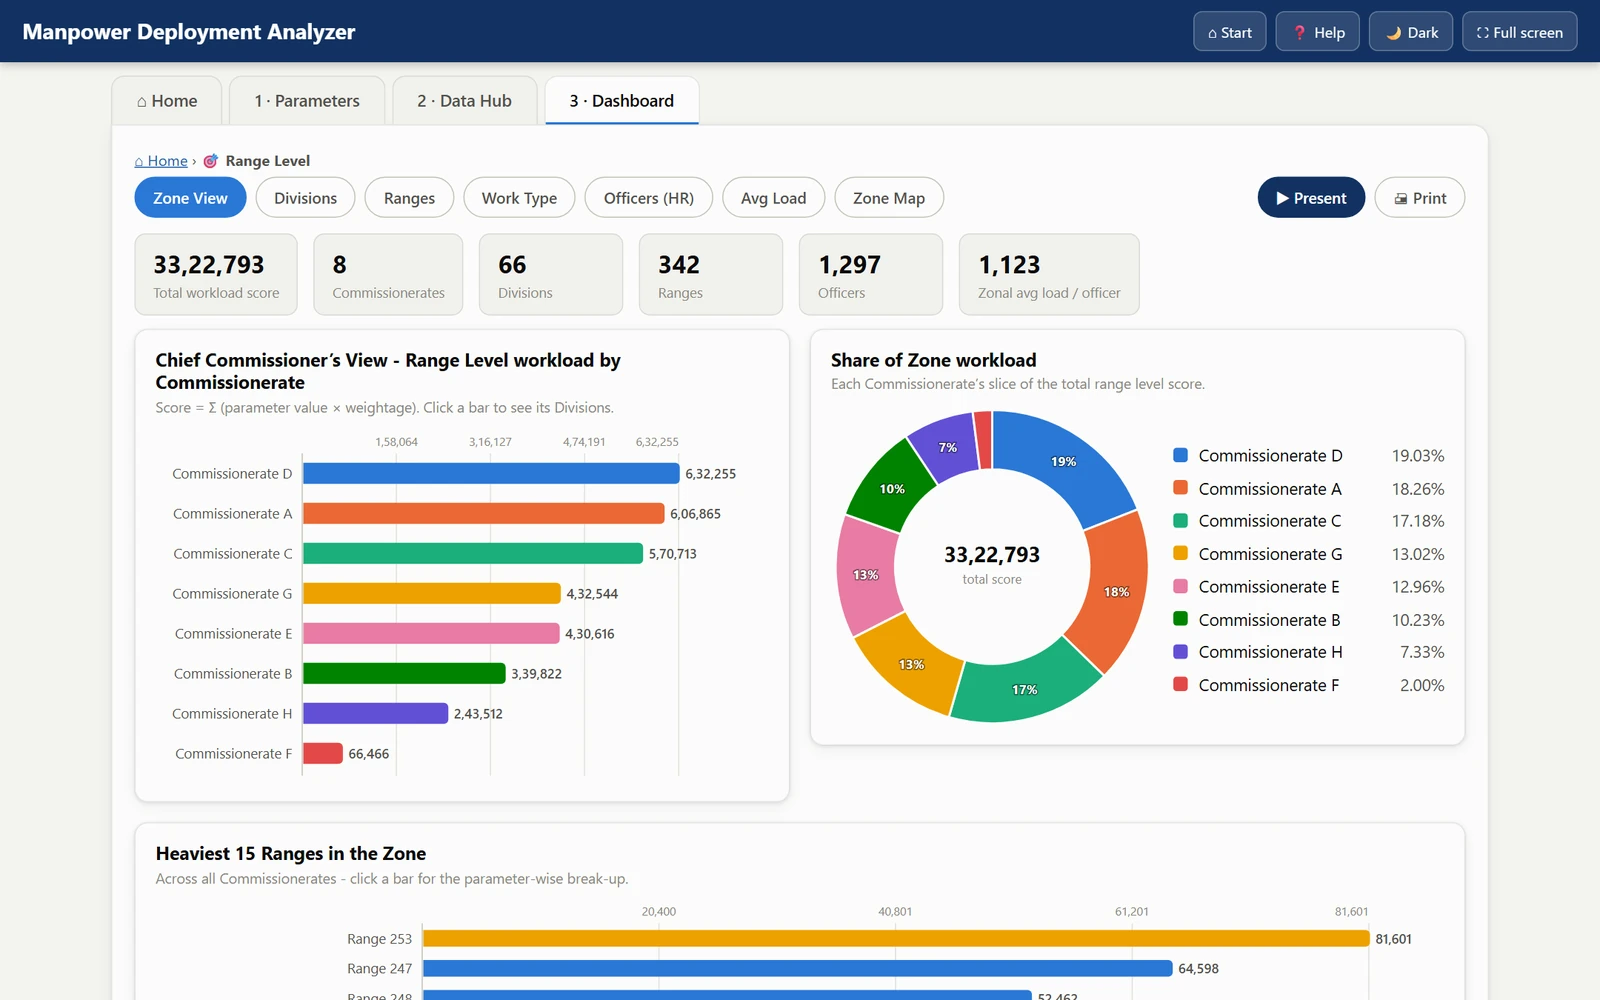 Manpower Deployment Analyzer
⌂ Start
❓ Help
🌙 Dark
⛶ Full screen
⌂ Home
1 · Parameters
2 · Data Hub
3 · Dashboard
⌂ Home › 🎯 Range Level
Zone View
Divisions
Ranges
Work Type
Officers (HR)
Avg Load
Zone Map
▶ Present
🖨 Print
33,22,793
Total workload score
8
Commissionerates
66
Divisions
342
Ranges
1,297
Officers
1,123
Zonal avg load / officer
Chief Commissioner’s View - Range Level workload by
Commissionerate
Score = Σ (parameter value × weightage). Click a bar to see its Divisions.
1,58,064
3,16,127
4,74,191
6,32,255
Commissionerate D
6,32,255
Commissionerate A
6,06,865
Commissionerate C
5,70,713
Commissionerate G
4,32,544
Commissionerate E
4,30,616
Commissionerate B
3,39,822
Commissionerate H
2,43,512
Commissionerate F
66,466
Share of Zone workload
Each Commissionerate’s slice of the total range level score.
19%
18%
17%
13%
13%
10%
7%
33,22,793
total score
Commissionerate D 19.03%
Commissionerate A 18.26%
Commissionerate C 17.18%
Commissionerate G 13.02%
Commissionerate E 12.96%
Commissionerate B 10.23%
Commissionerate H 7.33%
Commissionerate F 2.00%
Heaviest 15 Ranges in the Zone
Across all Commissionerates - click a bar for the parameter-wise break-up.
20,400
40,801
61,201
81,601
Range 253
81,601
Range 247
64,598
Range 248
52,462